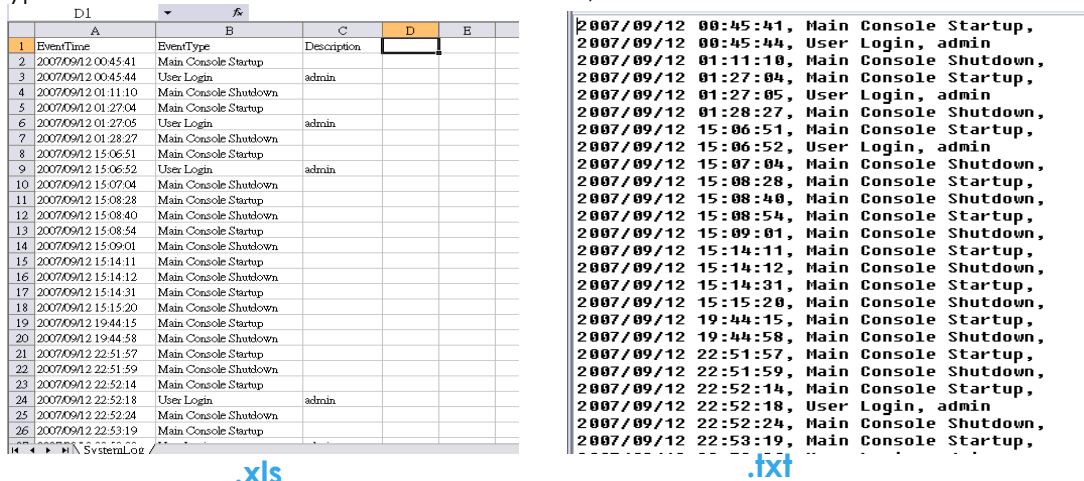 D1 fx
A B C D E
1 EventTime EventType Description
2 2007/09/12 00:45:41 Main Console Startup
3 2007/09/12 00:45:44 User Login admin
4 2007/09/12 01:11:10 Main Console Shutdown
5 2007/09/12 01:27:04 Main Console Startup
6 2007/09/12 01:27:05 User Login admin
7 2007/09/12 01:28:27 Main Console Shutdown
8 2007/09/12 15:06:51 Main Console Startup
9 2007/09/12 15:06:52 User Login admin
10 2007/09/12 15:07:04 Main Console Shutdown
11 2007/09/12 15:08:28 Main Console Startup
12 2007/09/12 15:08:40 Main Console Shutdown
13 2007/09/12 15:08:54 Main Console Startup
14 2007/09/12 15:09:01 Main Console Shutdown
15 2007/09/12 15:14:11 Main Console Startup
16 2007/09/12 15:14:12 Main Console Shutdown
17 2007/09/12 15:14:31 Main Console Startup
18 2007/09/12 15:15:20 Main Console Shutdown
19 2007/09/12 19:44:15 Main Console Startup
20 2007/09/12 19:44:58 Main Console Shutdown
21 2007/09/12 22:51:57 Main Console Startup
22 2007/09/12 22:51:59 Main Console Shutdown
23 2007/09/12 22:52:14 Main Console Startup
24 2007/09/12 22:52:18 User Login admin
25 2007/09/12 22:52:24 Main Console Shutdown
26 2007/09/12 22:53:19 Main Console Startup
SystemLog
.xls
2007/09/12 00:45:41, Main Console Startup,
2007/09/12 00:45:44, User Login, admin
2007/09/12 01:11:10, Main Console Shutdown,
2007/09/12 01:27:04, Main Console Startup,
2007/09/12 01:27:05, User Login, admin
2007/09/12 01:28:27, Main Console Shutdown,
2007/09/12 15:06:51, Main Console Startup,
2007/09/12 15:06:52, User Login, admin
2007/09/12 15:07:04, Main Console Shutdown,
2007/09/12 15:08:28, Main Console Startup,
2007/09/12 15:08:40, Main Console Shutdown,
2007/09/12 15:08:54, Main Console Startup,
2007/09/12 15:09:01, Main Console Shutdown,
2007/09/12 15:14:11, Main Console Startup,
2007/09/12 15:14:12, Main Console Shutdown,
2007/09/12 15:14:31, Main Console Startup,
2007/09/12 15:15:20, Main Console Shutdown,
2007/09/12 19:44:15, Main Console Startup,
2007/09/12 19:44:58, Main Console Shutdown,
2007/09/12 22:51:57, Main Console Startup,
2007/09/12 22:51:59, Main Console Shutdown,
2007/09/12 22:52:14, Main Console Startup,
2007/09/12 22:52:18, User Login, admin
2007/09/12 22:52:24, Main Console Shutdown,
2007/09/12 22:53:19, Main Console Startup,
.txt